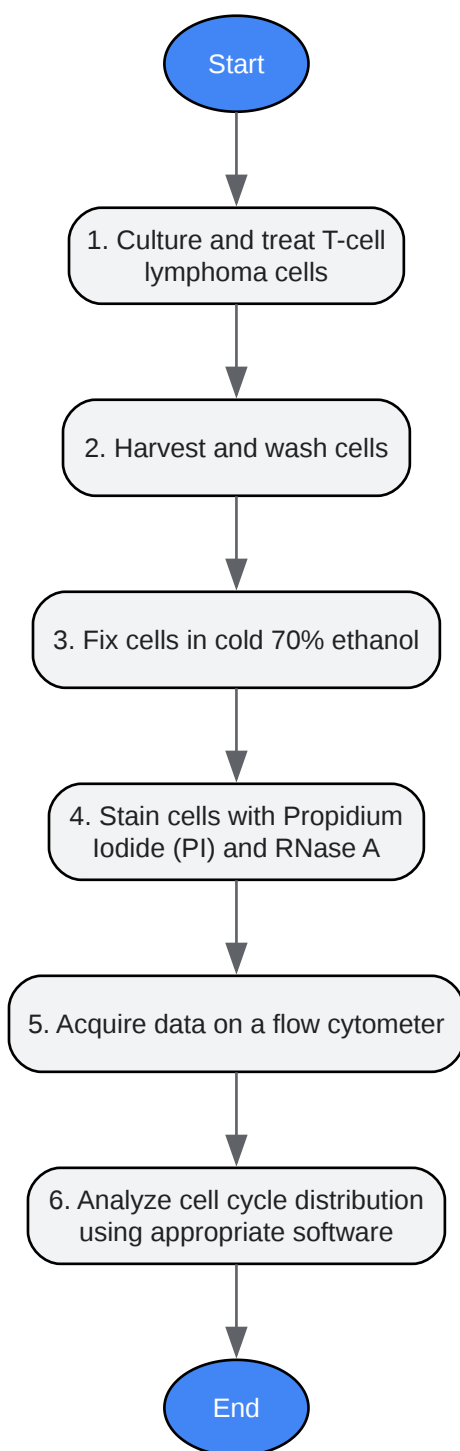 Start
1. Culture and treat T-cell
lymphoma cells
2. Harvest and wash cells
3. Fix cells in cold 70% ethanol
4. Stain cells with Propidium
Iodide (PI) and RNase A
5. Acquire data on a flow cytometer
6. Analyze cell cycle distribution
using appropriate software
End